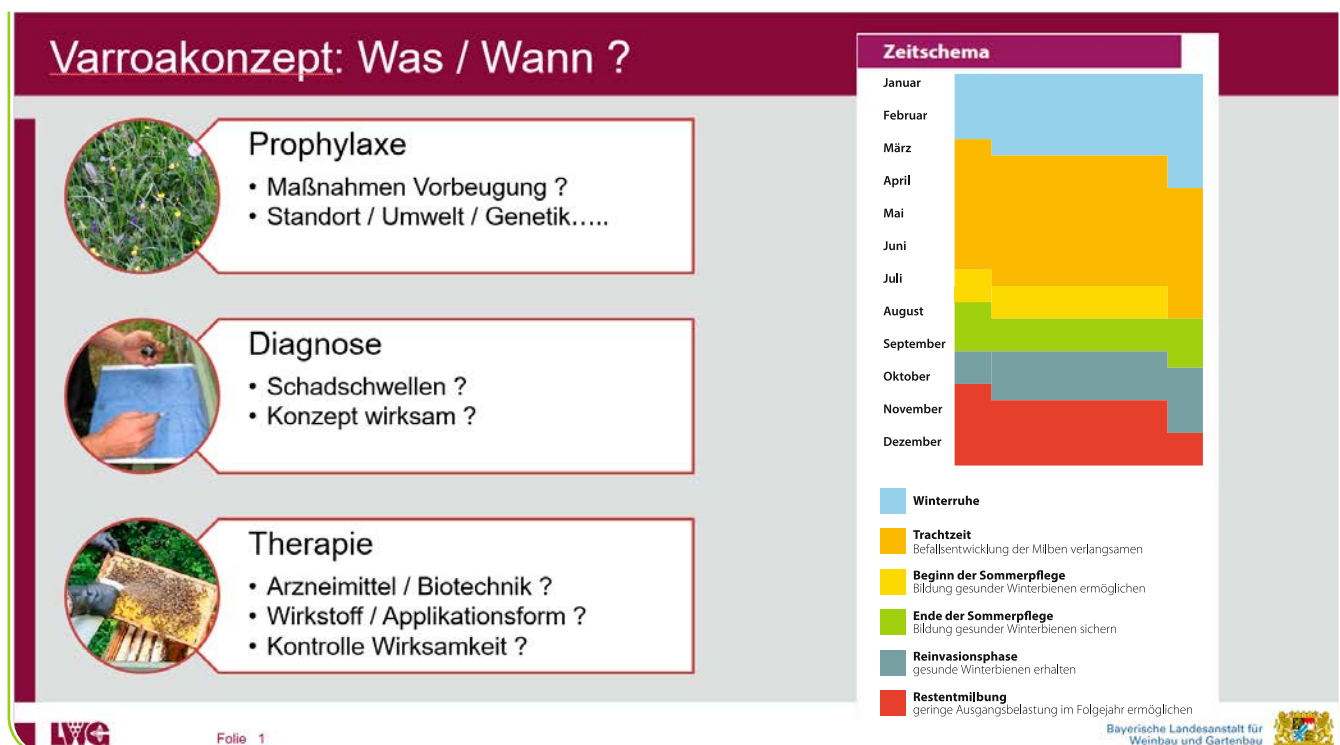 Varroakonzept: Was / Wann ?
Prophylaxe
• Maßnahmen Vorbeugung ?
• Standort / Umwelt / Genetik.....
Diagnose
• Schadschwellen ?
• Konzept wirksam ?
Therapie
• Arzneimittel / Biotechnik ?
• Wirkstoff / Applikationsform ?
• Kontrolle Wirksamkeit ?
Zeitschema
Januar
Februar
März
April
Mai
Juni
Juli
August
September
Oktober
November
Dezember
Winterruhe
Trachtzeit
Befallsentwicklung der Milben verlangsamen
Beginn der Sommerpflege
Bildung gesunder Winterbienen ermöglichen
Ende der Sommerpflege
Bildung gesunder Winterbienen sichern
Reinvasionsphase
gesunde Winterbienen erhalten
Restentmilbung
geringe Ausgangsbelastung im Folgejahr ermöglichen
LWG
Folie 1
Bayerische Landesanstalt für
Weinbau und Gartenbau